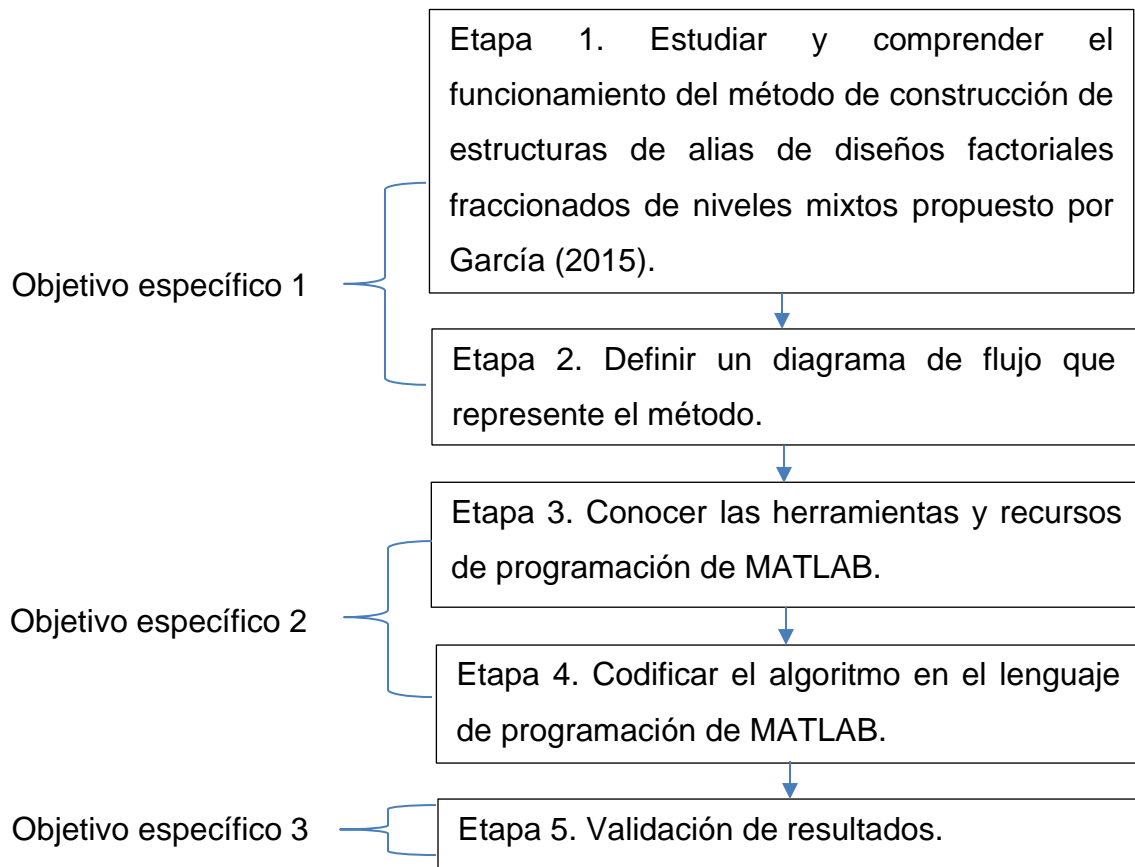 Etapa 1. Estudiar y comprender el
funcionamiento del método de construcción de
estructuras de alias de diseños factoriales
fraccionados de niveles mixtos propuesto por
García (2015).
Objetivo específico 1
Etapa 2. Definir un diagrama de flujo que
represente el método.
Etapa 3. Conocer las herramientas y recursos
de programación de MATLAB.
Objetivo específico 2
Etapa 4. Codificar el algoritmo en el lenguaje
de programación de MATLAB.
Objetivo específico 3
Etapa 5. Validación de resultados.